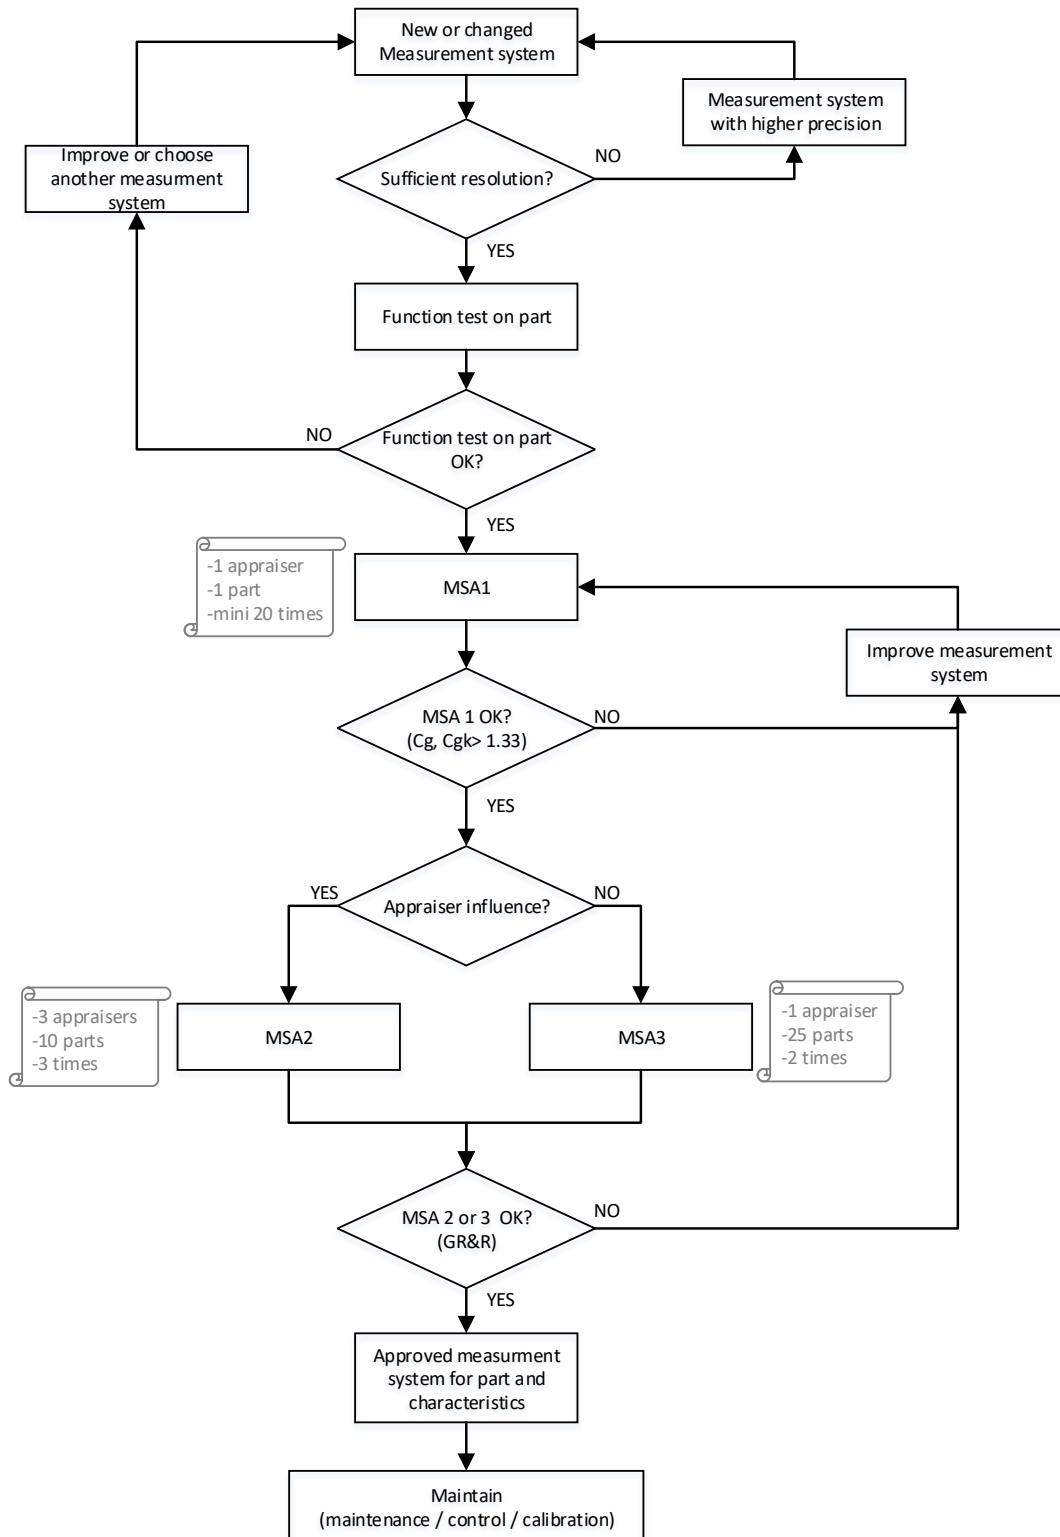 New or changed
Measurement system
Measurement system
with higher precision
Improve or choose
another measurment
system
Sufficient resolution?
NO
YES
Function test on part
Function test on part
OK?
NO
YES
-1 appraiser
-1 part
-mini 20 times
MSA1
Improve measurement
system
MSA 1 OK?
(Cg, Cgk> 1.33)
NO
YES
YES
Appraiser influence?
NO
-3 appraisers
-10 parts
-3 times
MSA2
MSA3
-1 appraiser
-25 parts
-2 times
MSA 2 or 3  OK?
(GR&R)
NO
YES
Approved measurment
system for part and
characteristics
Maintain
(maintenance / control / calibration)